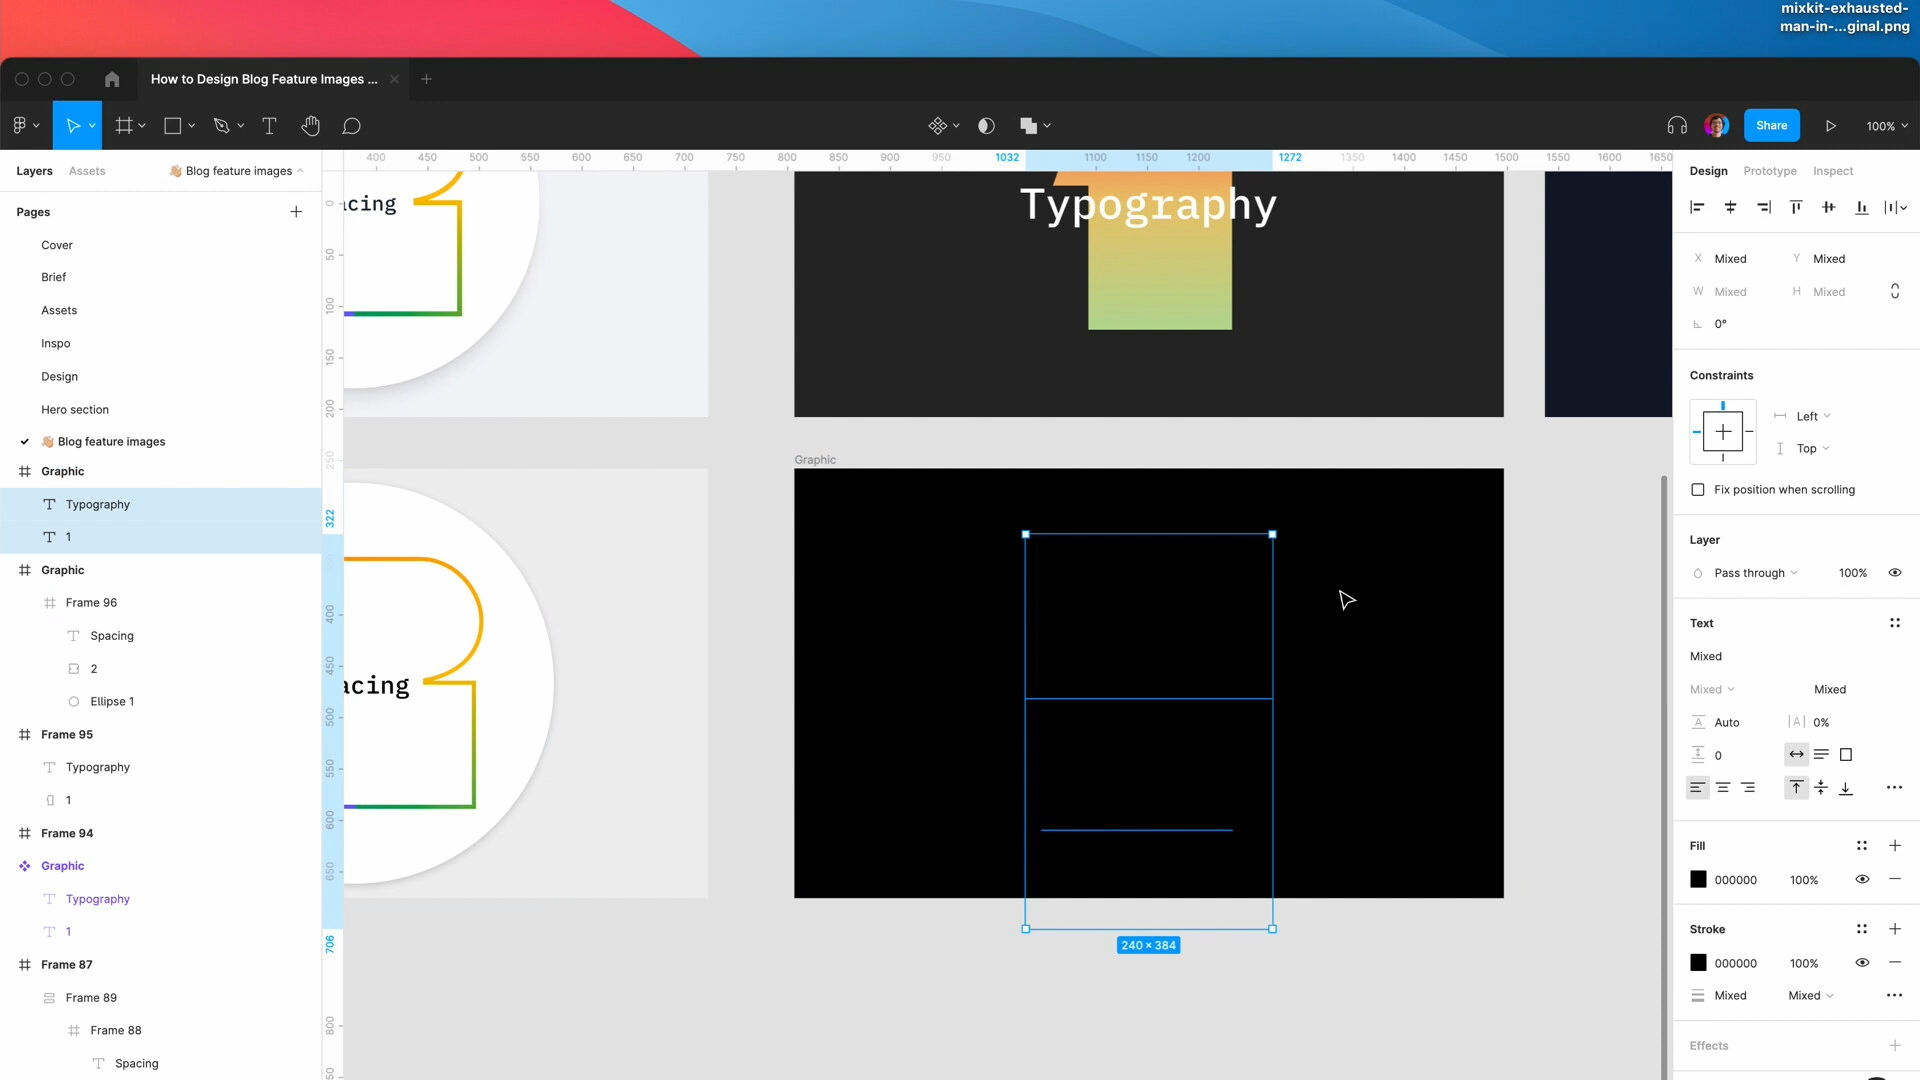 mixkit-exhausted-
man-in-...ginal.png
How to Design Blog Feature Images ...
Share
100%
Layers
Assets
👋🏼 Blog feature images
400
450
500
550
600
650
700
750
800
850
900
950
1032
1100
1150
1200
1272
1350
1400
1450
1500
1550
1600
1650
Design
Prototype
Inspect
Pages
Cover
Brief
Assets
Inspo
Design
Hero section
👋🏼 Blog feature images
Graphic
Typography
1
Graphic
Frame 96
Spacing
2
Ellipse 1
Frame 95
Typography
1
Frame 94
Graphic
Typography
1
Frame 87
Frame 89
Frame 88
Spacing
0
50
100
150
200
250
322
400
450
500
550
600
650
706
800
50
acing
Typography
Graphic
acing
240 × 384
X Mixed
Y Mixed
W Mixed
H Mixed
0°
Constraints
Left
Top
Fix position when scrolling
Layer
Pass through
100%
Text
Mixed
Mixed
Mixed
A Auto
|A| 0%
0
Fill
000000
100%
Stroke
000000
100%
Mixed
Mixed
Effects